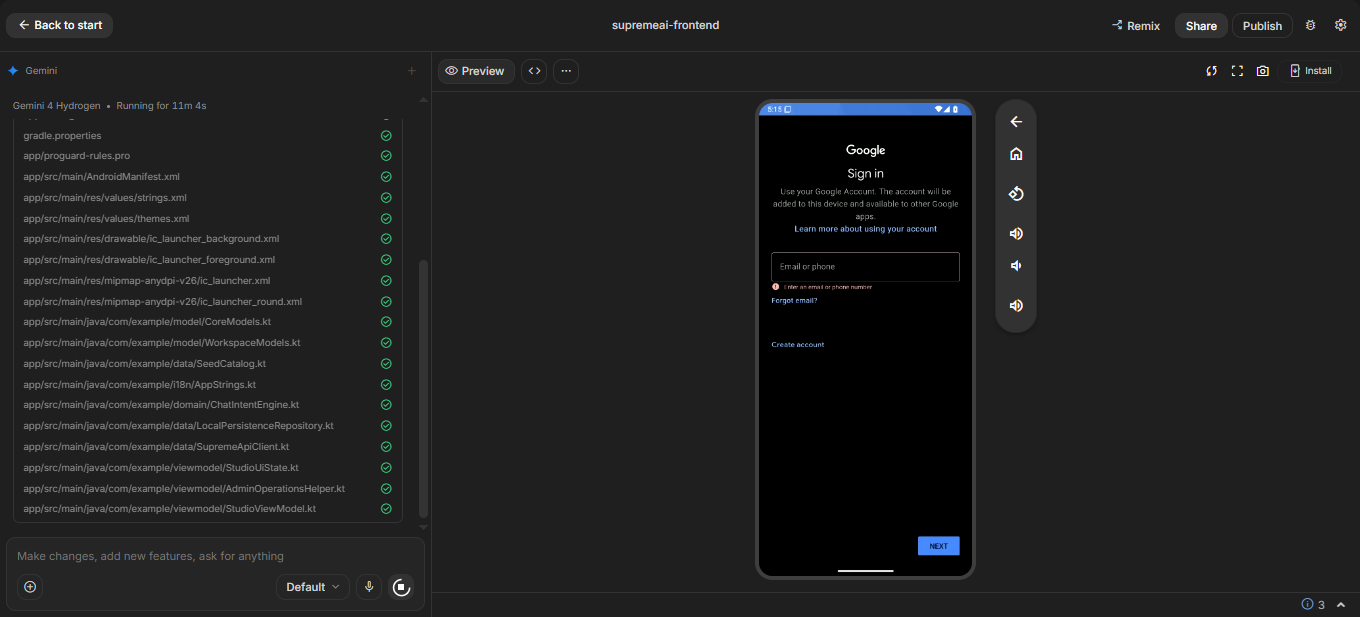 Back to start
supremeai-frontend
Remix
Share
Publish
Gemini
Preview
Install
Gemini 4 Hydrogen • Running for 11m 4s
gradle.properties
app/proguard-rules.pro
app/src/main/AndroidManifest.xml
app/src/main/res/values/strings.xml
app/src/main/res/values/themes.xml
app/src/main/res/drawable/ic_launcher_background.xml
app/src/main/res/drawable/ic_launcher_foreground.xml
app/src/main/res/mipmap-anydpi-v26/ic_launcher.xml
app/src/main/res/mipmap-anydpi-v26/ic_launcher_round.xml
app/src/main/java/com/example/model/CoreModels.kt
app/src/main/java/com/example/model/WorkspaceModels.kt
app/src/main/java/com/example/data/SeedCatalog.kt
app/src/main/java/com/example/i18n/AppStrings.kt
app/src/main/java/com/example/domain/ChatIntentEngine.kt
app/src/main/java/com/example/data/LocalPersistenceRepository.kt
app/src/main/java/com/example/data/SupremeApiClient.kt
app/src/main/java/com/example/viewmodel/StudioUiState.kt
app/src/main/java/com/example/viewmodel/AdminOperationsHelper.kt
app/src/main/java/com/example/viewmodel/StudioViewModel.kt
Make changes, add new features, ask for anything
Default
5:15
Google
Sign in
Use your Google Account. The account will be
added to this device and available to other Google
apps.
Learn more about using your account
Email or phone
Enter an email or phone number
Forgot email?
Create account
NEXT
3